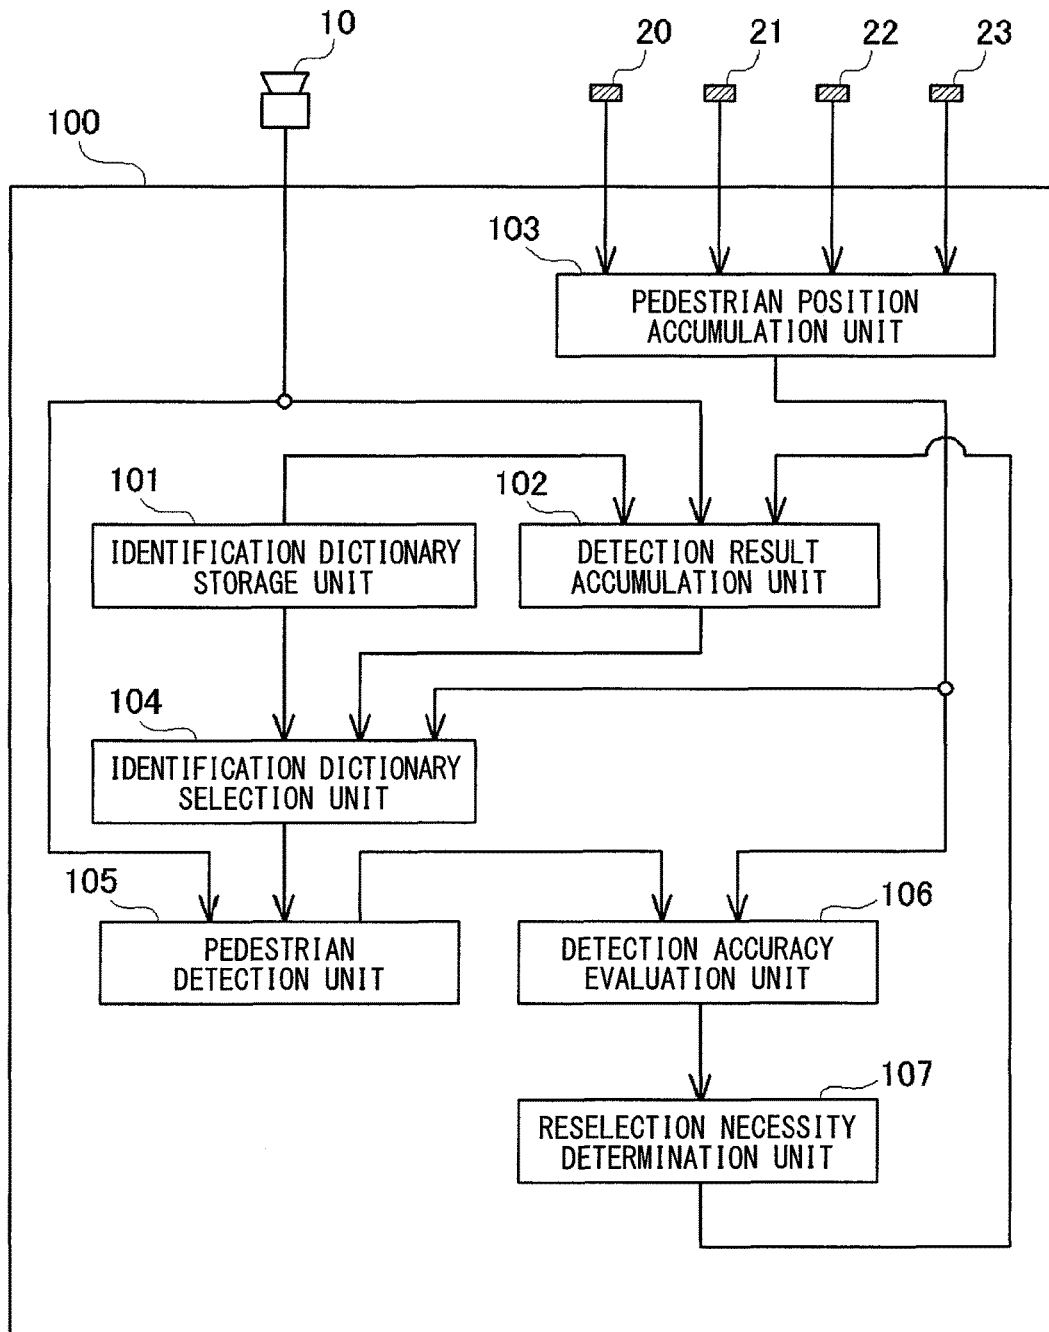 10
20
21
22
23
100
103
PEDESTRIAN POSITION
ACCUMULATION UNIT
101
102
IDENTIFICATION DICTIONARY
STORAGE UNIT
DETECTION RESULT
ACCUMULATION UNIT
104
IDENTIFICATION DICTIONARY
SELECTION UNIT
105
106
PEDESTRIAN
DETECTION UNIT
DETECTION ACCURACY
EVALUATION UNIT
107
RESELECTION NECESSITY
DETERMINATION UNIT